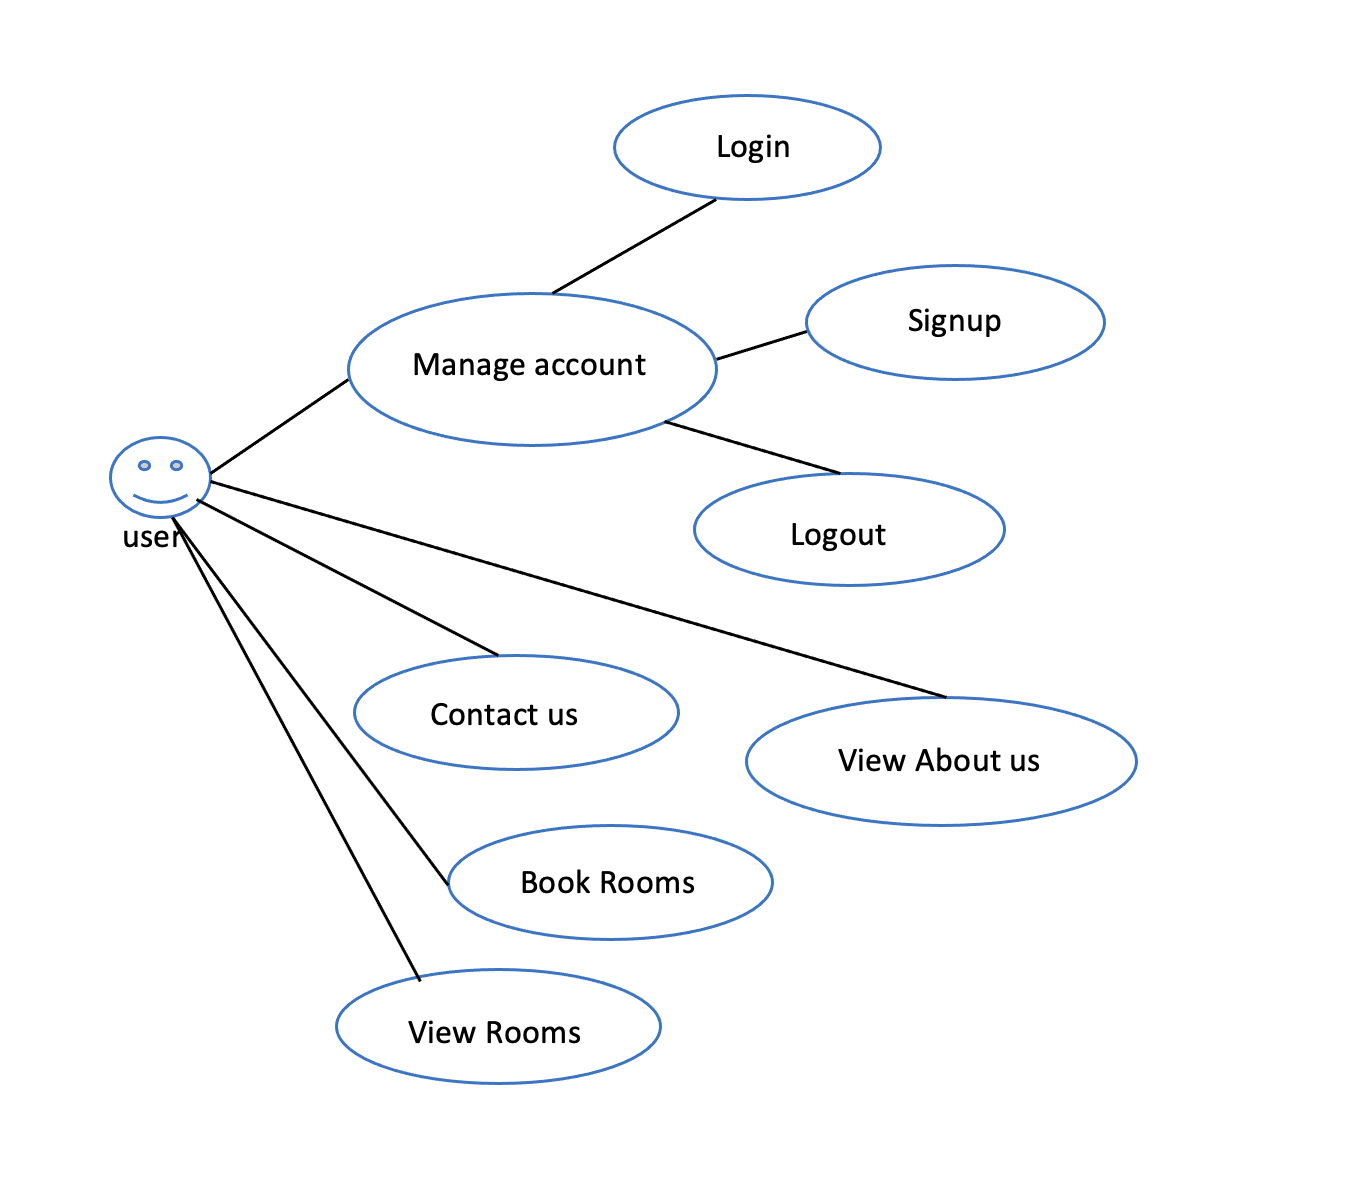 Login
Signup
Manage account
user
Logout
Contact us
View About us
Book Rooms
View Rooms